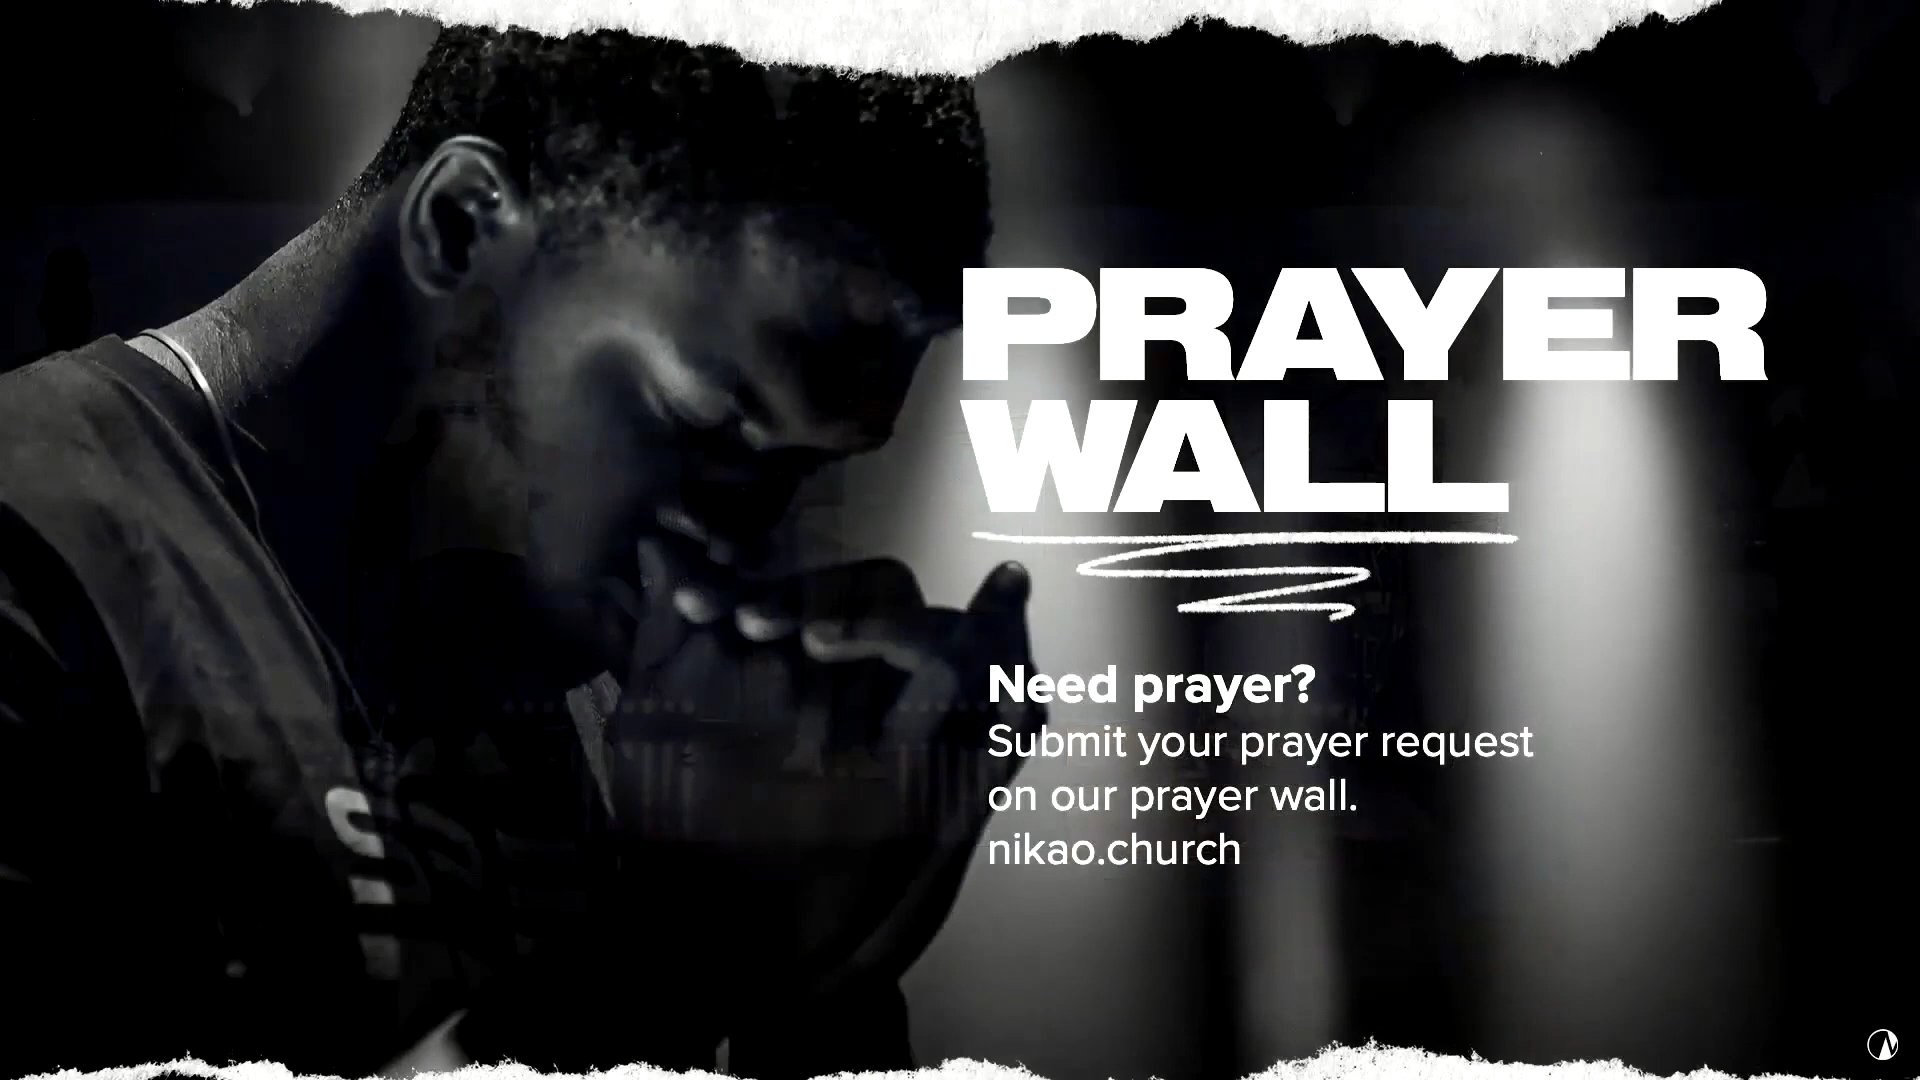 PRAYER
WALL
Need prayer?
Submit your prayer request
on our prayer wall.
nikao.church